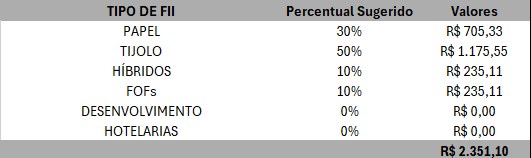 TIPO DE FII Percentual Sugerido Valores
PAPEL 30% R$ 705,33
TIJOLO 50% R$ 1.175,55
HÍBRIDOS 10% R$ 235,11
FOFs 10% R$ 235,11
DESENVOLVIMENTO 0% R$ 0,00
HOTELARIAS 0% R$ 0,00
R$ 2.351,10